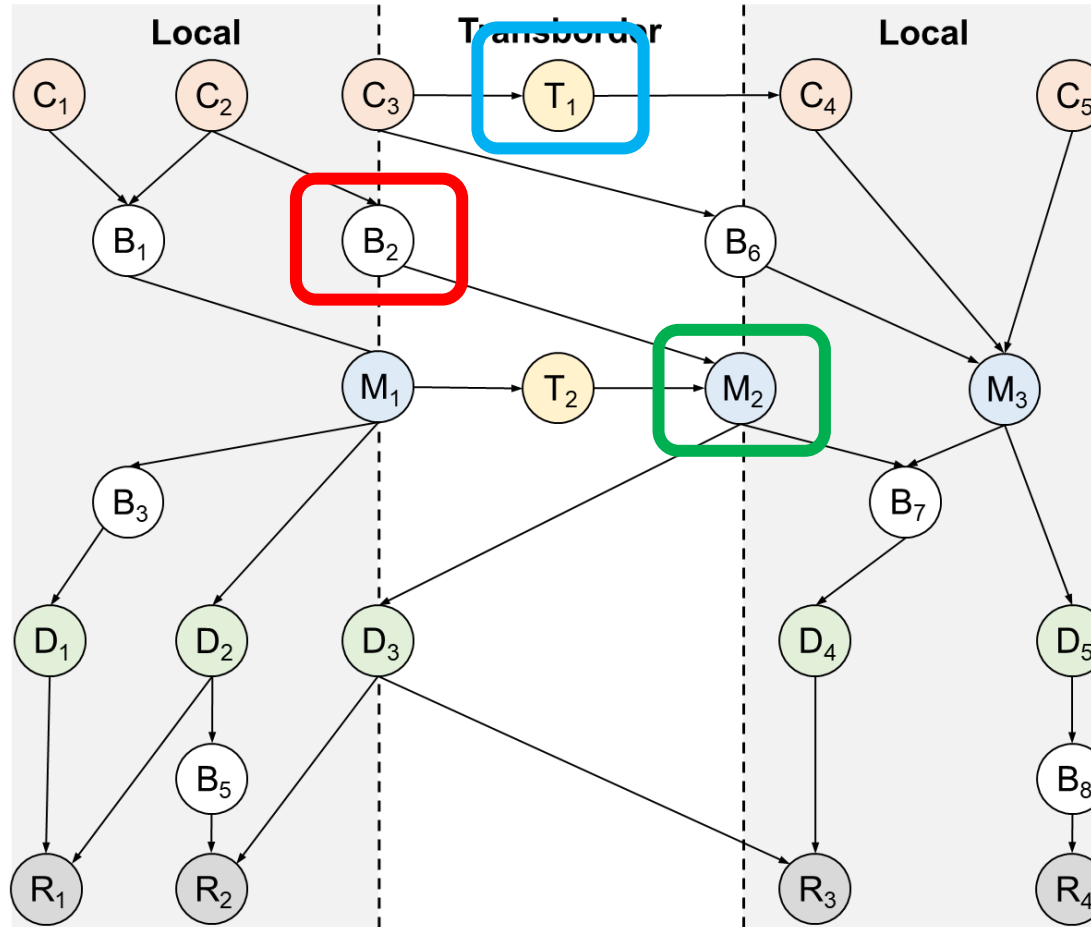 Local Transborder Local
C₁ C₂ C₃ T₁ C₄ C₅
B₁ B₂ B₆
M₁ T₂ M₂ M₃
B₃ B₇
D₁ D₂ D₃ D₄ D₅
B₅ B₈
R₁ R₂ R₃ R₄